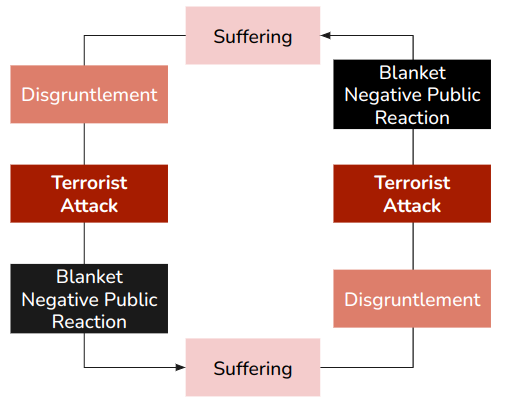 Suffering
Disgruntlement
Terrorist
Attack
Blanket
Negative Public
Reaction
Suffering
Disgruntlement
Terrorist
Attack
Blanket
Negative Public
Reaction